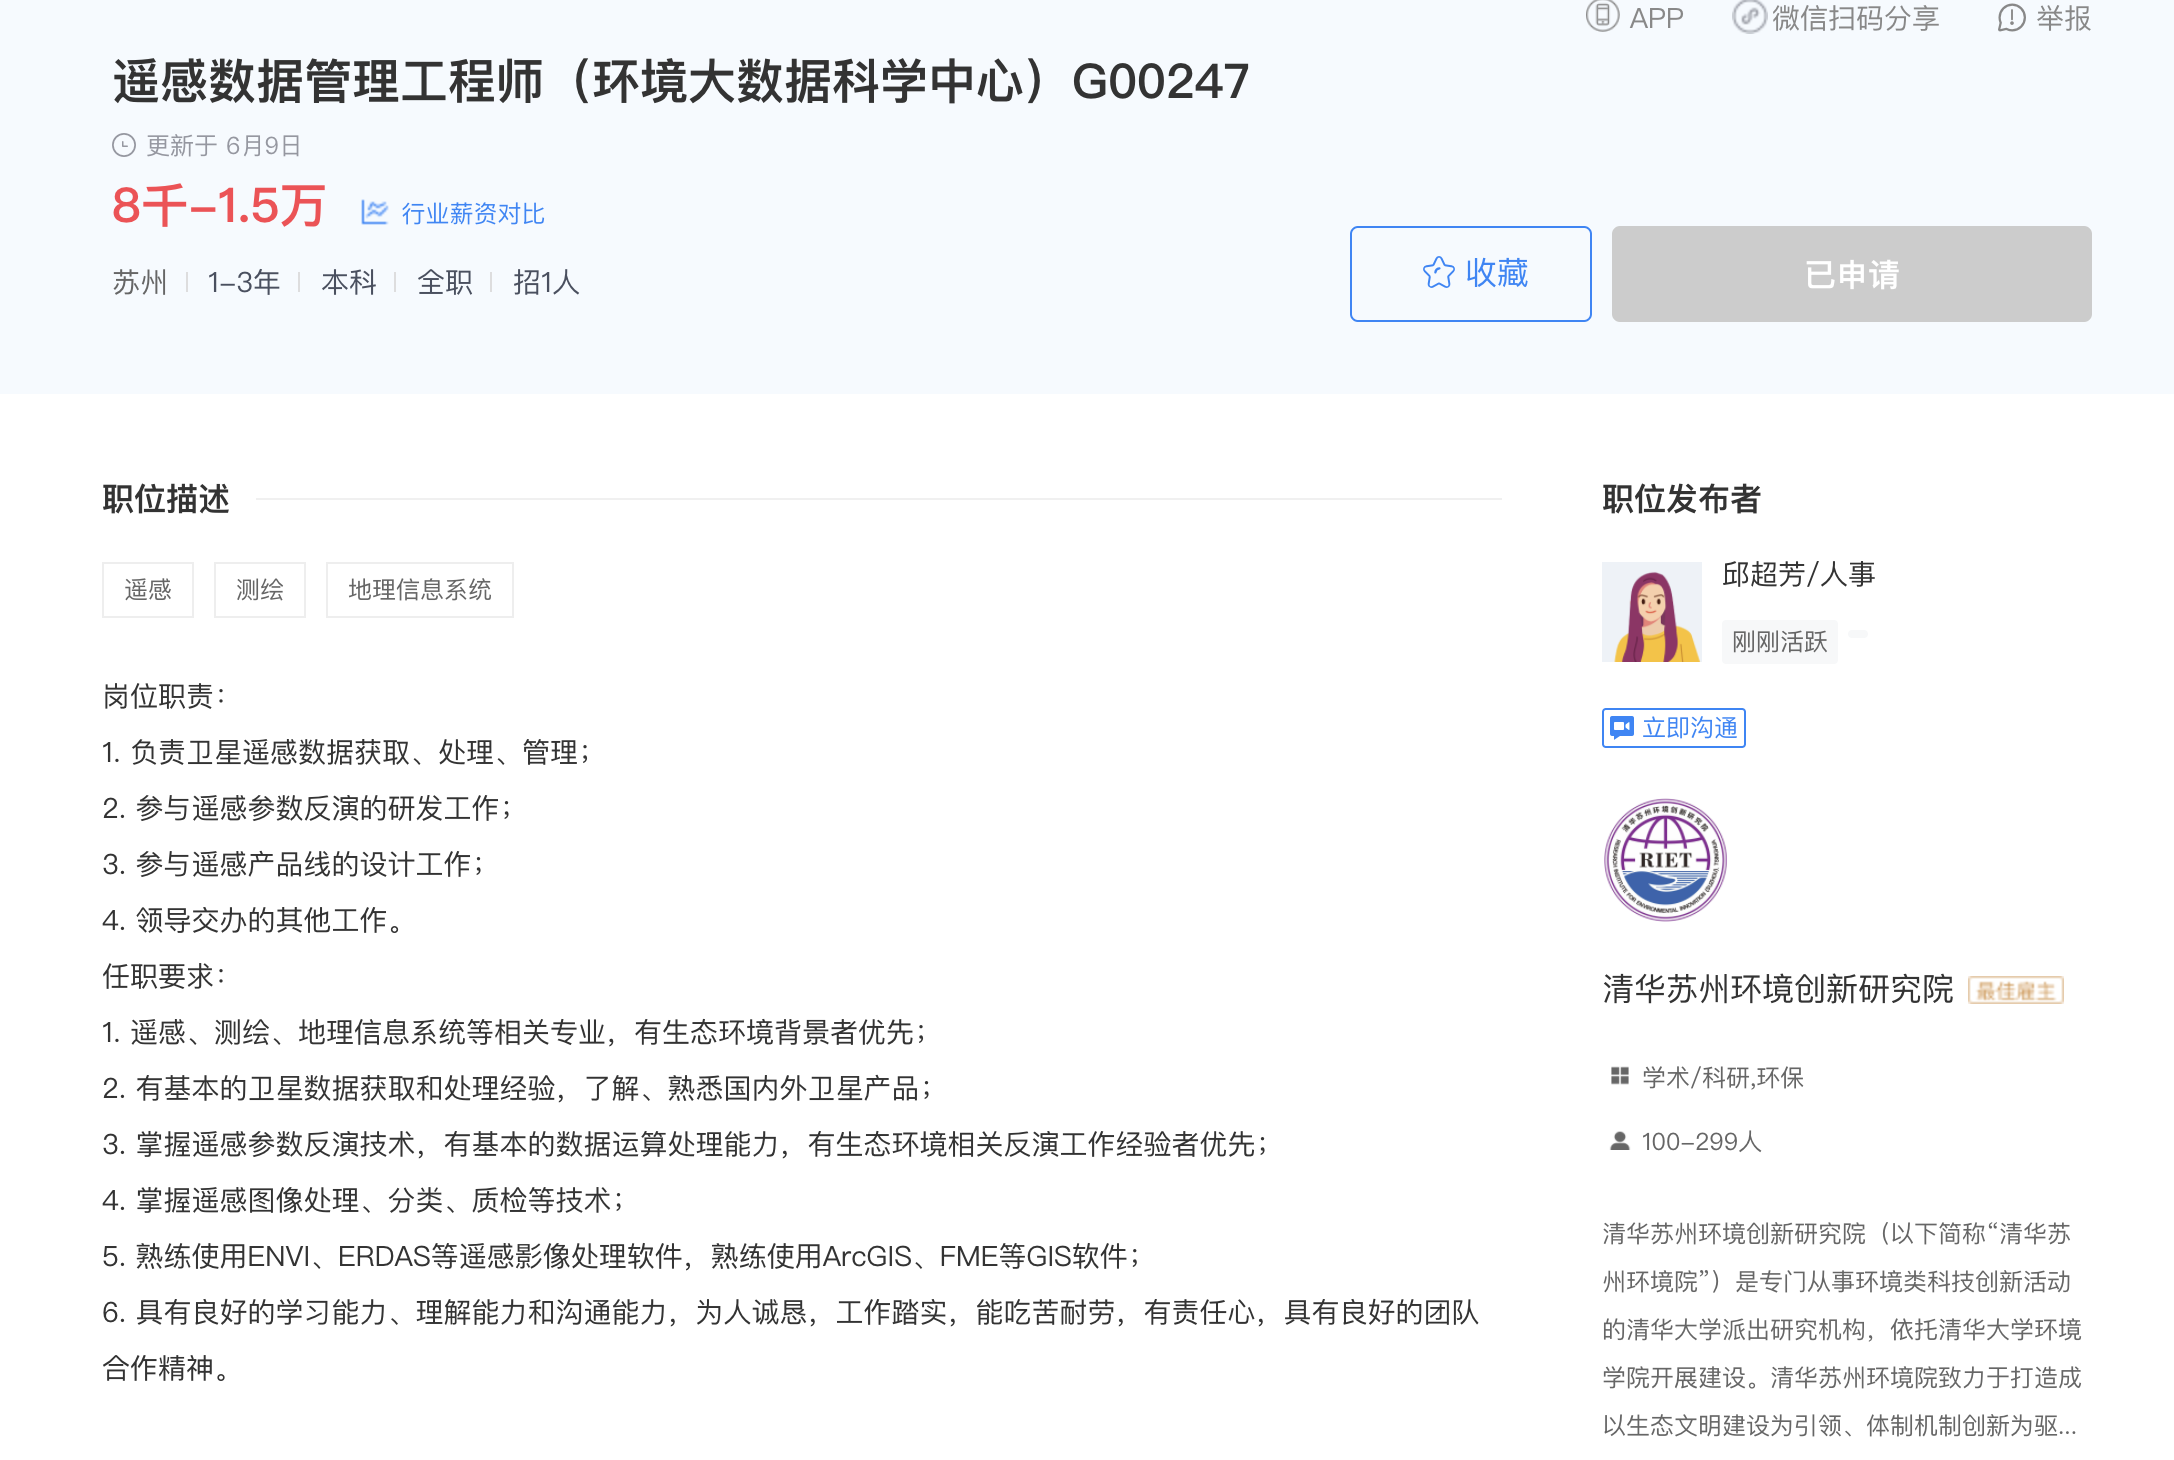 APP 微信扫码分享 举报
遥感数据管理工程师（环境大数据科学中心）G00247
更新于 6月9日
8千-1.5万 行业薪资对比
苏州 1-3年 本科 全职 招1人
收藏 已申请
职位描述
遥感 测绘 地理信息系统
岗位职责：
1. 负责卫星遥感数据获取、处理、管理；
2. 参与遥感参数反演的研发工作；
3. 参与遥感产品线的设计工作；
4. 领导交办的其他工作。
任职要求：
1. 遥感、测绘、地理信息系统等相关专业，有生态环境背景者优先；
2. 有基本的卫星数据获取和处理经验，了解、熟悉国内外卫星产品；
3. 掌握遥感参数反演技术，有基本的数据运算处理能力，有生态环境相关反演工作经验者优先；
4. 掌握遥感图像处理、分类、质检等技术；
5. 熟练使用ENVI、ERDAS等遥感影像处理软件，熟练使用ArcGIS、FME等GIS软件；
6. 具有良好的学习能力、理解能力和沟通能力，为人诚恳，工作踏实，能吃苦耐劳，有责任心，具有良好的团队
合作精神。
职位发布者
邱超芳/人事
刚刚活跃
立即沟通
清华苏州环境创新研究院
RIET
RESEARCH INSTITUTE FOR ENVIRONMENTAL INNOVATION (SUZHOU), TSINGHUA
清华苏州环境创新研究院 最佳雇主
学术/科研,环保
100-299人
清华苏州环境创新研究院（以下简称“清华苏
州环境院”）是专门从事环境类科技创新活动
的清华大学派出研究机构，依托清华大学环境
学院开展建设。清华苏州环境院致力于打造成
以生态文明建设为引领、体制机制创新为驱...